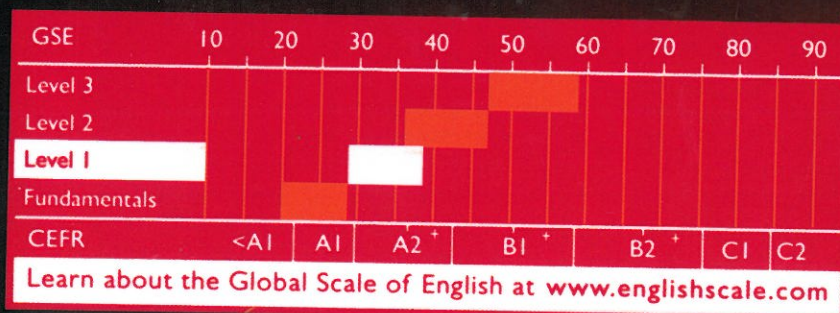 GSE 10 20 30 40 50 60 70 80 90
Level 3
Level 2
Level 1
Fundamentals
CEFR <A1 A1 A2 + B1 + B2 + C1 C2
Learn about the Global Scale of English at www.englishscale.com